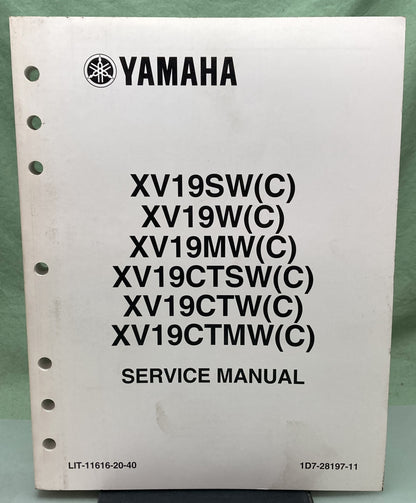 YAMAHA
XV19SW(C)
XV19W(C)
XV19MW(C)
XV19CTSW(C)
XV19CTW(C)
XV19CTMW(C)
SERVICE MANUAL
LIT-11616-20-40 1D7-28197-11